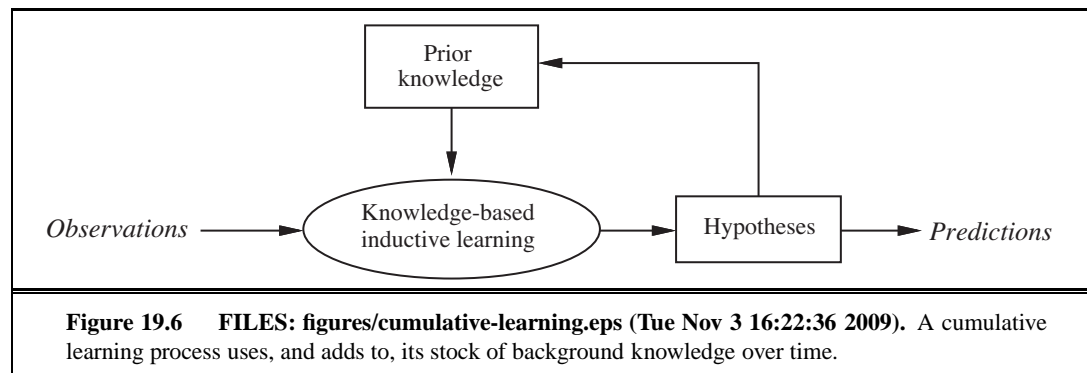 Prior
knowledge
Observations
Knowledge-based
inductive learning
Hypotheses
Predictions
Figure 19.6 FILES: figures/cumulative-learning.eps (Tue Nov 3 16:22:36 2009). A cumulative
learning process uses, and adds to, its stock of background knowledge over time.